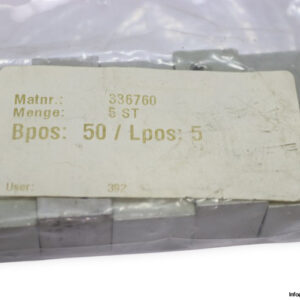 Matnr.: 336760
Menge: 5 ST
Bpos: 50 / Lpos: 5
User: 392